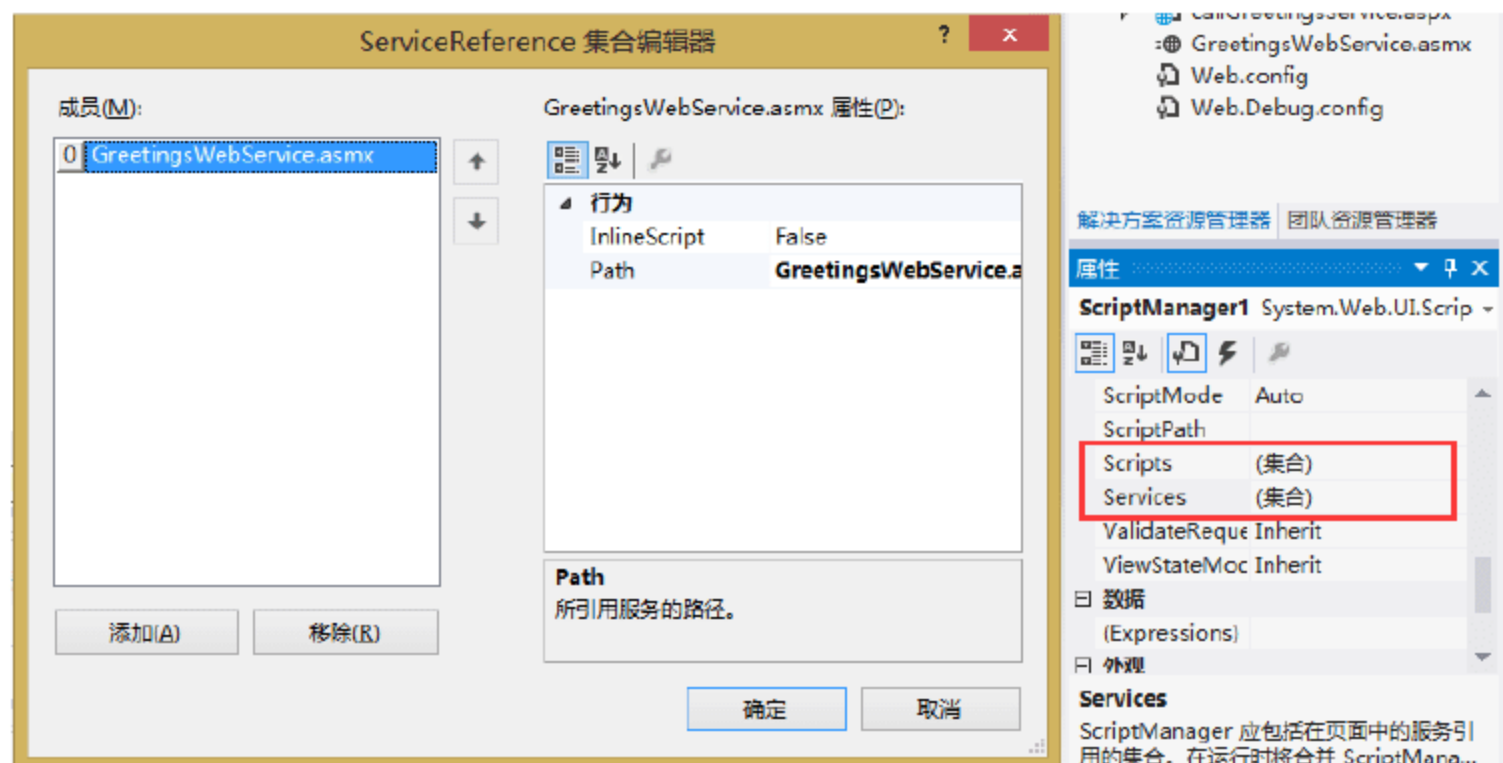 ServiceReference 集合编辑器
?
x
成员(M):
0 GreetingsWebService.asmx
添加(A)
移除(R)
GreetingsWebService.asmx 属性(P):
行为
InlineScript False
Path GreetingsWebService.a
Path
所引用服务的路径。
确定
取消
CallGreetingsService.aspx
GreetingsWebService.asmx
Web.config
Web.Debug.config
解决方案资源管理器 团队资源管理器
属性
ScriptManager1 System.Web.UI.Scrip
ScriptMode Auto
ScriptPath
Scripts (集合)
Services (集合)
ValidateReque Inherit
ViewStateMoc Inherit
数据
(Expressions)
外观
Services
ScriptManager 应包括在页面中的服务引
用的集合。在运行时将合并 ScriptMana...